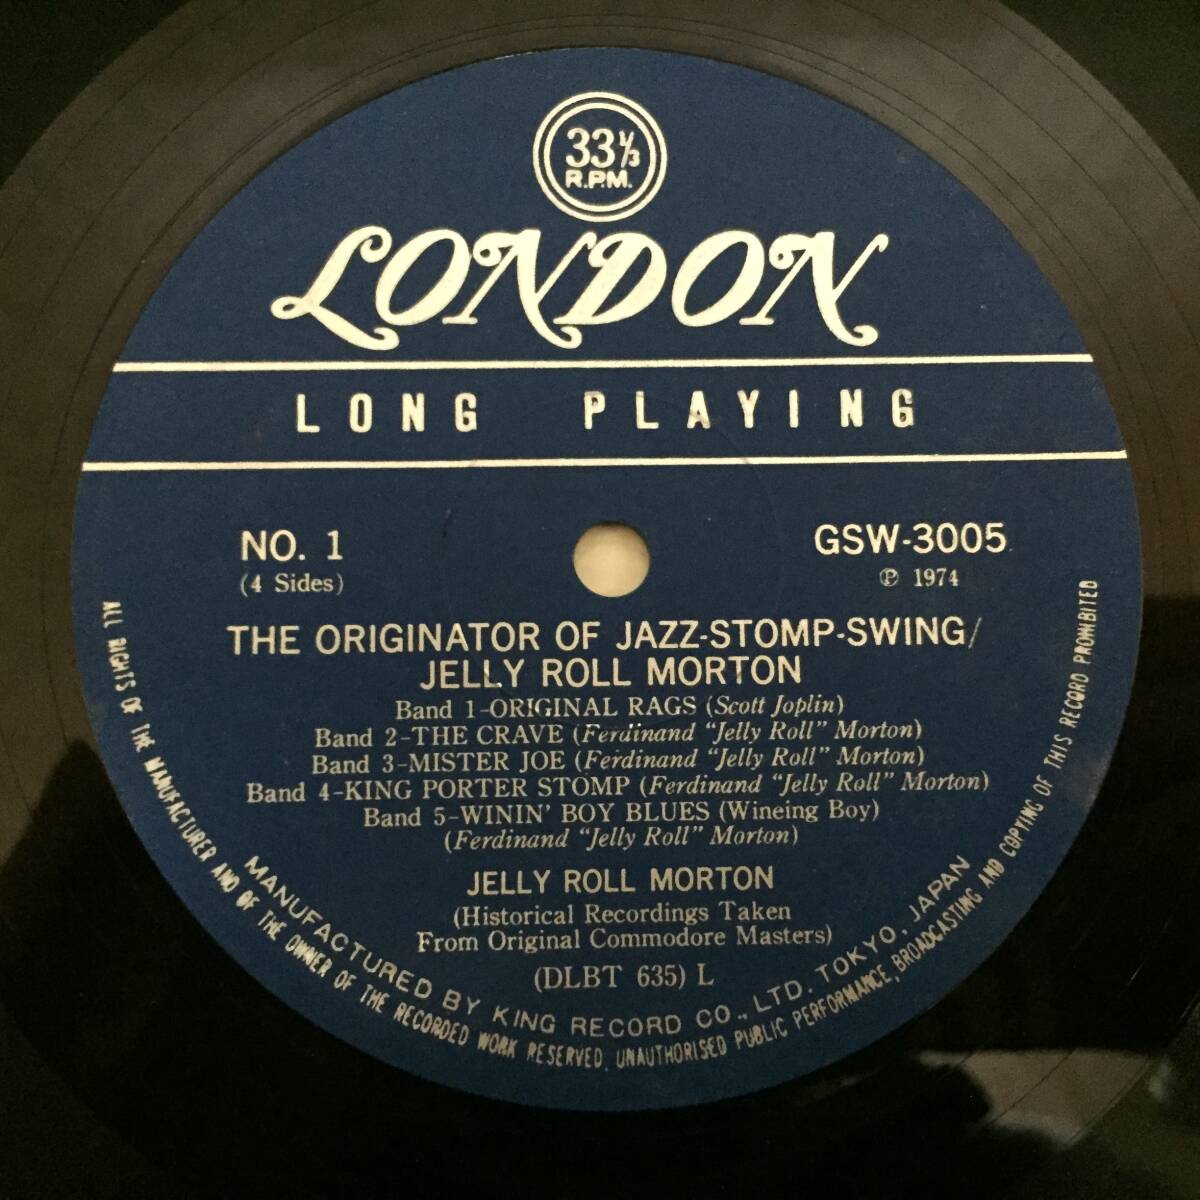 33⅓
R.P.M.
LONDON
LONG PLAYING
NO. 1
(4 Sides)
GSW-3005
℗ 1974
THE ORIGINATOR OF JAZZ-STOMP-SWING/
JELLY ROLL MORTON
Band 1-ORIGINAL RAGS (Scott Joplin)
Band 2-THE CRAVE (Ferdinand “Jelly Roll” Morton)
Band 3-MISTER JOE (Ferdinand “Jelly Roll” Morton)
Band 4-KING PORTER STOMP (Ferdinand “Jelly Roll” Morton)
Band 5-WININ’ BOY BLUES (Wineing Boy)
(Ferdinand “Jelly Roll” Morton)
JELLY ROLL MORTON
(Historical Recordings Taken
From Original Commodore Masters)
(DLBT 635) L
MANUFACTURED BY KING RECORD CO., LTD. TOKYO, JAPAN
ALL RIGHTS OF THE MANUFACTURER AND OF THE OWNER OF THE RECORDED WORK RESERVED. UNAUTHORISED PUBLIC PERFORMANCE, BROADCASTING AND COPYING OF THIS RECORD PROHIBITED